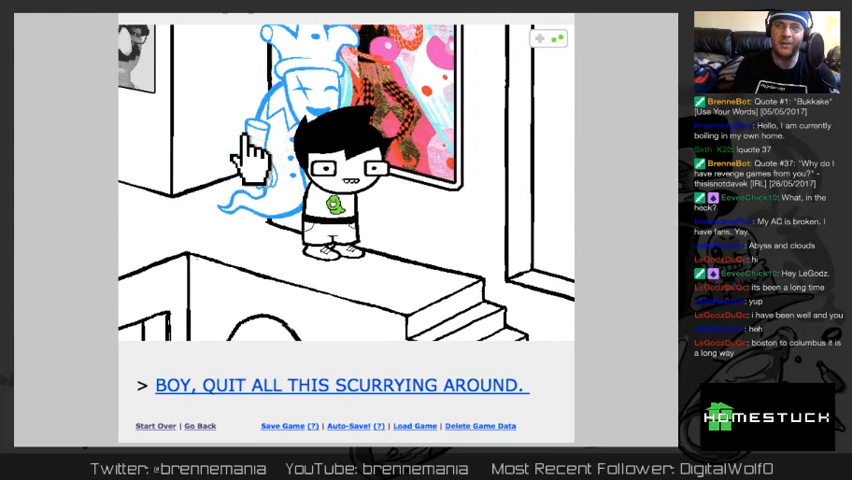 > BOY, QUIT ALL THIS SCURRYING AROUND.
Start Over | Go Back
Save Game (?) | Auto-Save! (?) | Load Game | Delete Game Data
BrenneBot: Quote #1: "Bukkake"
[Use Your Words] [05/05/2017]
Hello, I am currently
boiling in my own home.
Seth_K20: !quote 37
BrenneBot: Quote #37: "Why do I
have revenge games from you?" -
thisisnotdavek [IRL] [28/05/2017]
EeveeChick10: What, in the
heck?
My AC is broken. I
have fans. Yay.
Abyss and clouds
LeGodzDuQc: hi
EeveeChick10: Hey LeGodz.
LeGodzDuQc: its been a long time
yup
LeGodzDuQc: i have been well and you
heh
LeGodzDuQc: boston to columbus it is
a long way
HOMESTUCK
Twitter: @brennemania YouTube: brennemania Most Recent Follower: DigitalWolf0